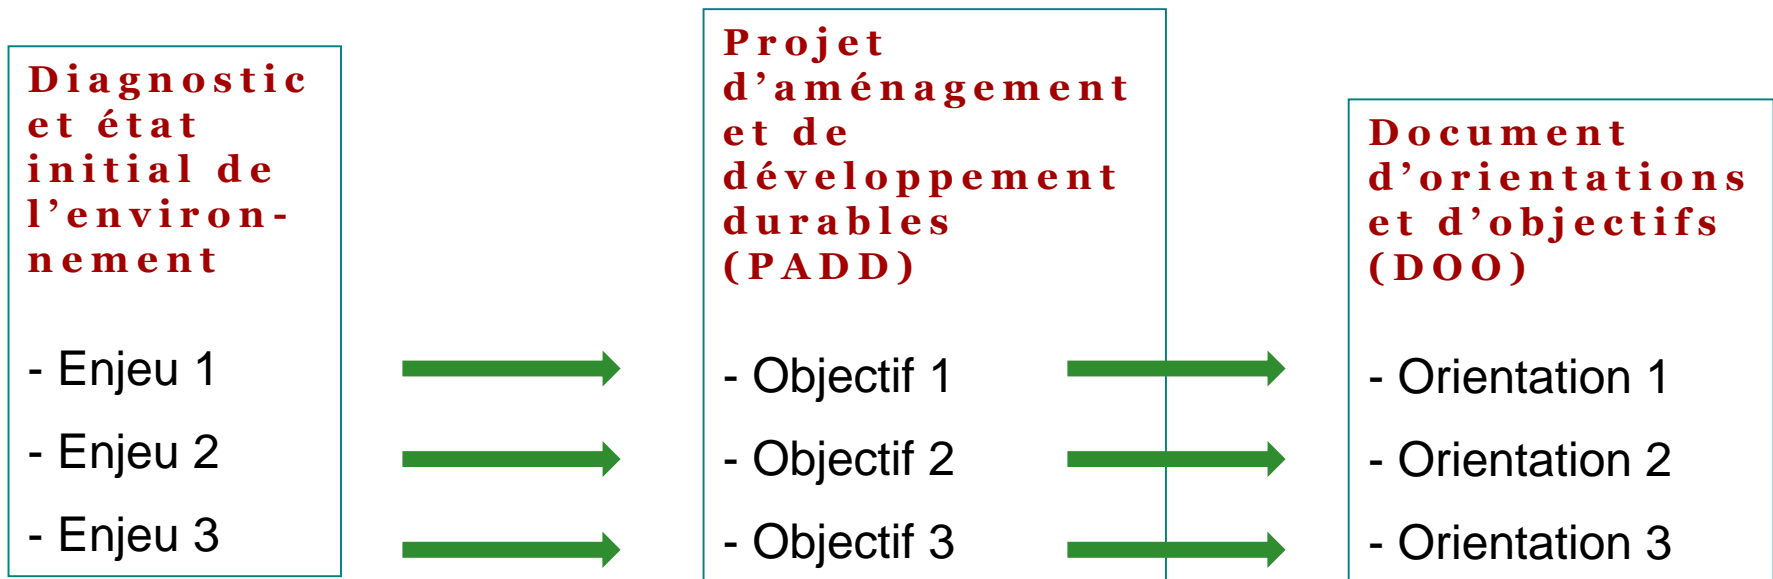 Diagnostic
et état
initial de
l’environ-
nement
- Enjeu 1
- Enjeu 2
- Enjeu 3
Projet
d’aménagement
et de
développement
durables
(PADD)
- Objectif 1
- Objectif 2
- Objectif 3
Document
d’orientations
et d’objectifs
(DOO)
- Orientation 1
- Orientation 2
- Orientation 3